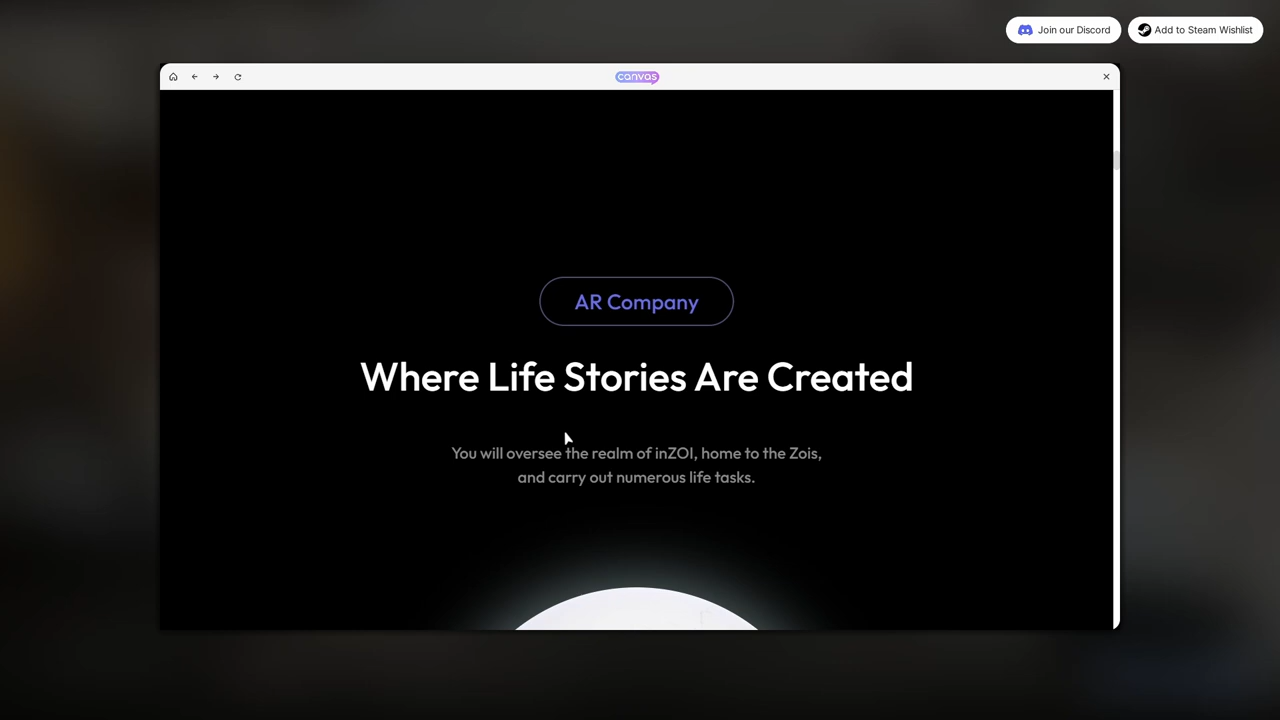 Join our Discord
Add to Steam Wishlist
canvas
AR Company
Where Life Stories Are Created
You will oversee the realm of inZOI, home to the Zois,
and carry out numerous life tasks.